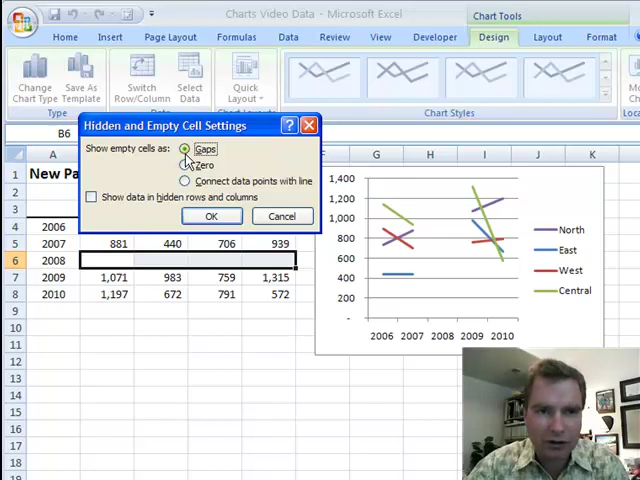 Charts Video Data - Microsoft Excel
Chart Tools
Home Insert Page Layout Formulas Data Review View Design Layout Format
Change Chart Type
Save As Template
Switch Row/Column
Select Data
Quick Layout
Type
Data
Chart Layouts
Chart Styles
B6
Hidden and Empty Cell Settings
Show empty cells as:
Gaps
Zero
Connect data points with line
Show data in hidden rows and columns
OK Cancel
A F G H I J K
1 New Pa
2
3
4 2006
5 2007 881 440 706 939
6 2008
7 2009 1,071 983 759 1,315
8 2010 1,197 672 791 572
9
10
11
12
13
14
15
16
17
18
1,400
1,200
1,000
800
600
400
200
-
2006 2007 2008 2009 2010
North
East
West
Central